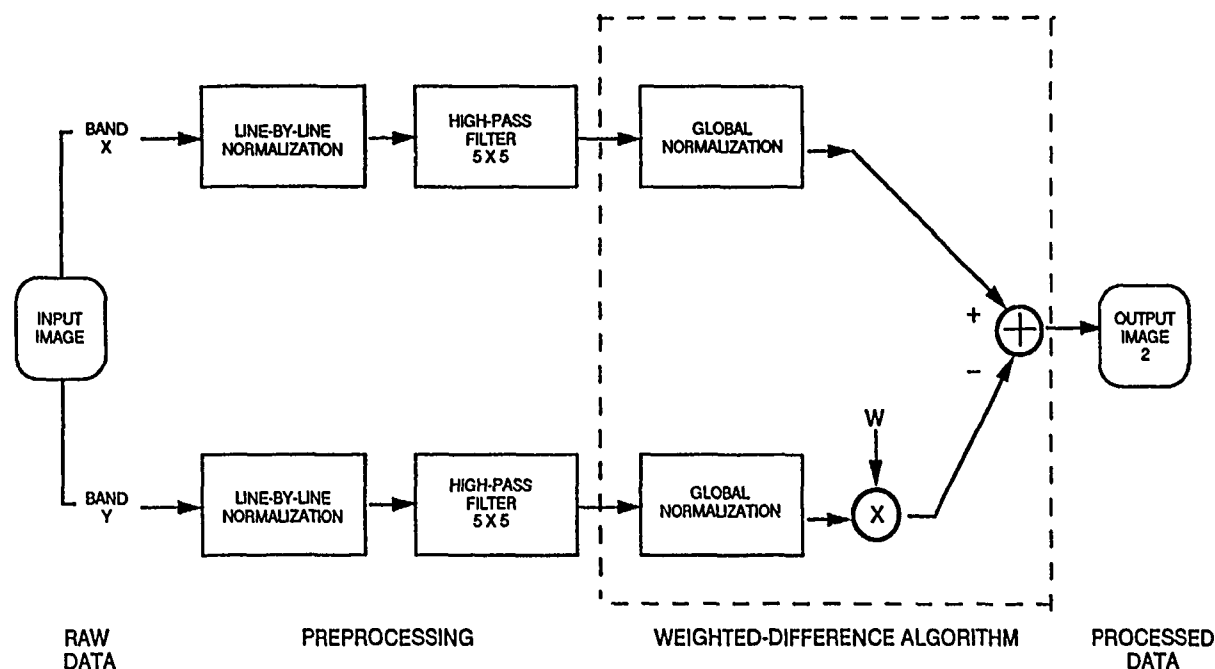 BAND
X
LINE-BY-LINE
NORMALIZATION
HIGH-PASS
FILTER
5 X 5
GLOBAL
NORMALIZATION
INPUT
IMAGE
+
−
OUTPUT
IMAGE
2
W
X
BAND
Y
LINE-BY-LINE
NORMALIZATION
HIGH-PASS
FILTER
5 X 5
GLOBAL
NORMALIZATION
RAW
DATA
PREPROCESSING
WEIGHTED-DIFFERENCE ALGORITHM
PROCESSED
DATA